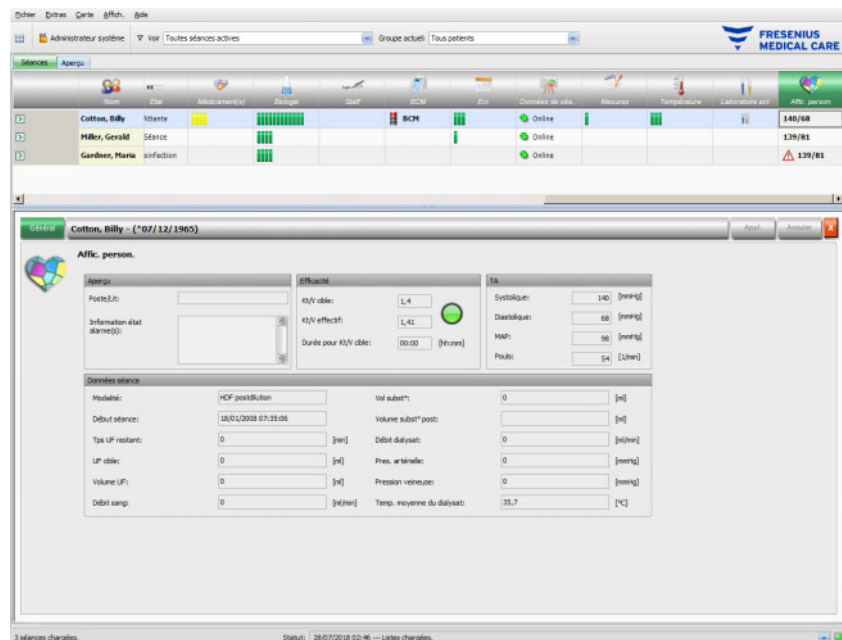 Fichier Extras Carte Affich. Aide
Administrateur système Voir Toutes séances actives Groupe actuel: Tous patients
FRESENIUS
MEDICAL CARE
Séances Aperçu
Nom Etat Médicament(s) Biologie Staff BCM Evt Données de séa... Mesures Température Laboratoire act Affic. person
Cotton, Billy Attente BCM Online 140/68
Miller, Gerald Séance Online 139/81
Gardner, Maria sinfection Online 139/81
Général Cotton, Billy - (*07/12/1965) Appl... Annuler X
Affic. person.
Aperçu
Poste/Lit:
Information état
alarme(s):
Efficacité
Kt/V cible: 1,4
Kt/V effectif: 1,41
Durée pour Kt/V cible: 00:00 [hh:mm]
TA
Systolique: 140 [mmHg]
Diastolique: 68 [mmHg]
MAP: 98 [mmHg]
Pouls: 54 [1/min]
Données séance
Modalité: HDF postdilution Vol subst°: 0 [ml]
Début séance: 18/01/2008 07:35:06 Volume subst° post: [ml]
Tps UF restant: 0 [min] Débit dialysat: 0 [ml/min]
UF cible: 0 [ml] Pres. artérielle: 0 [mmHg]
Volume UF: 0 [ml] Pression veineuse: 0 [mmHg]
Débit sang: 0 [ml/min] Temp. moyenne du dialysat: 35,7 [°C]
3 séances chargées. Statut: 28/07/2018 02:46 --- Listes chargées.